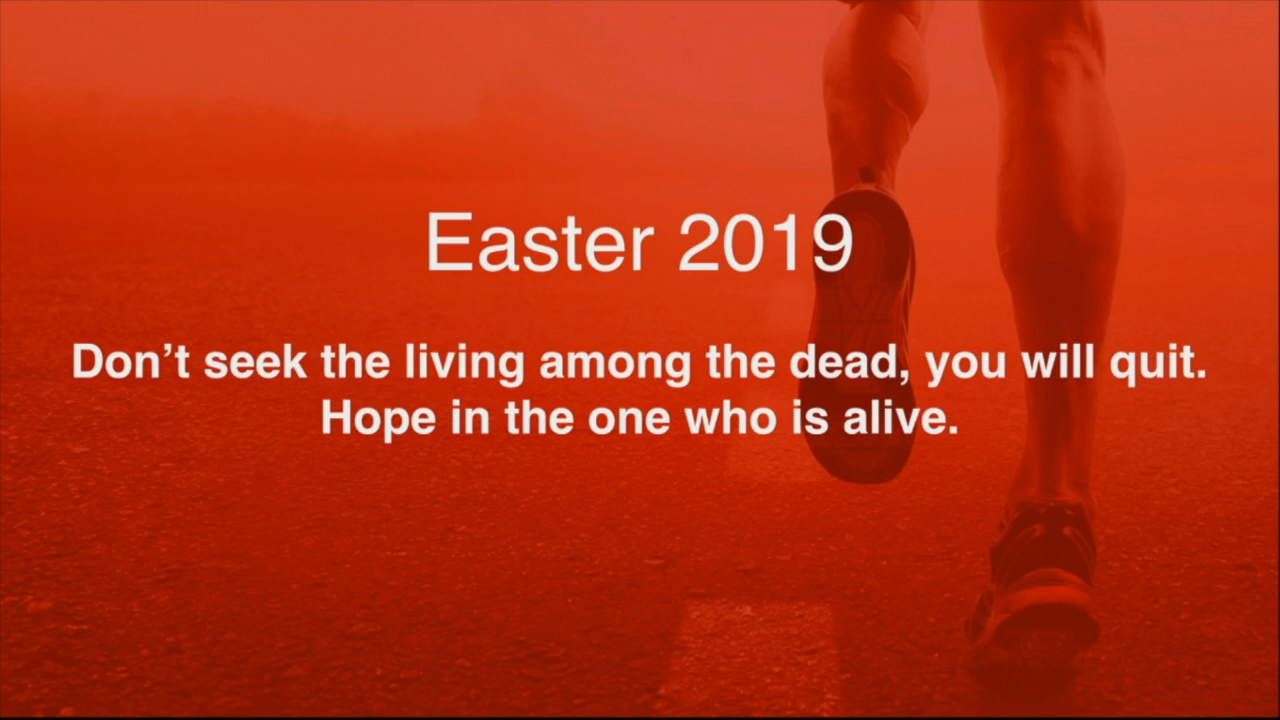 Easter 2019
Don’t seek the living among the dead, you will quit.
Hope in the one who is alive.